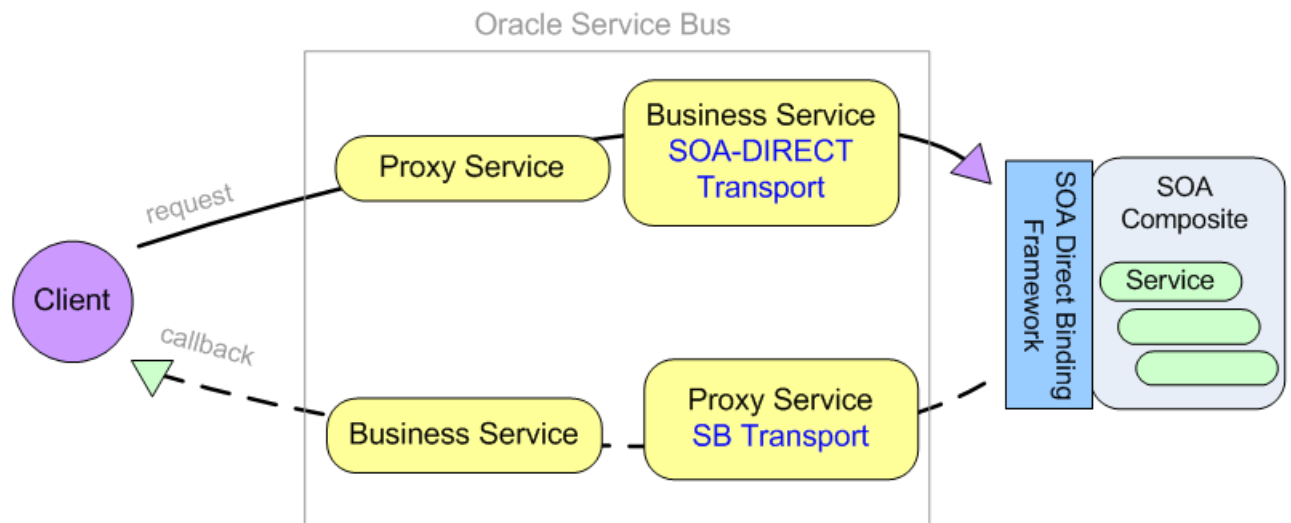 Oracle Service Bus
Business Service
SOA-DIRECT
Transport
Proxy Service
request
SOA Direct Binding
Framework
SOA
Composite
Service
Client
callback
Proxy Service
SB Transport
Business Service